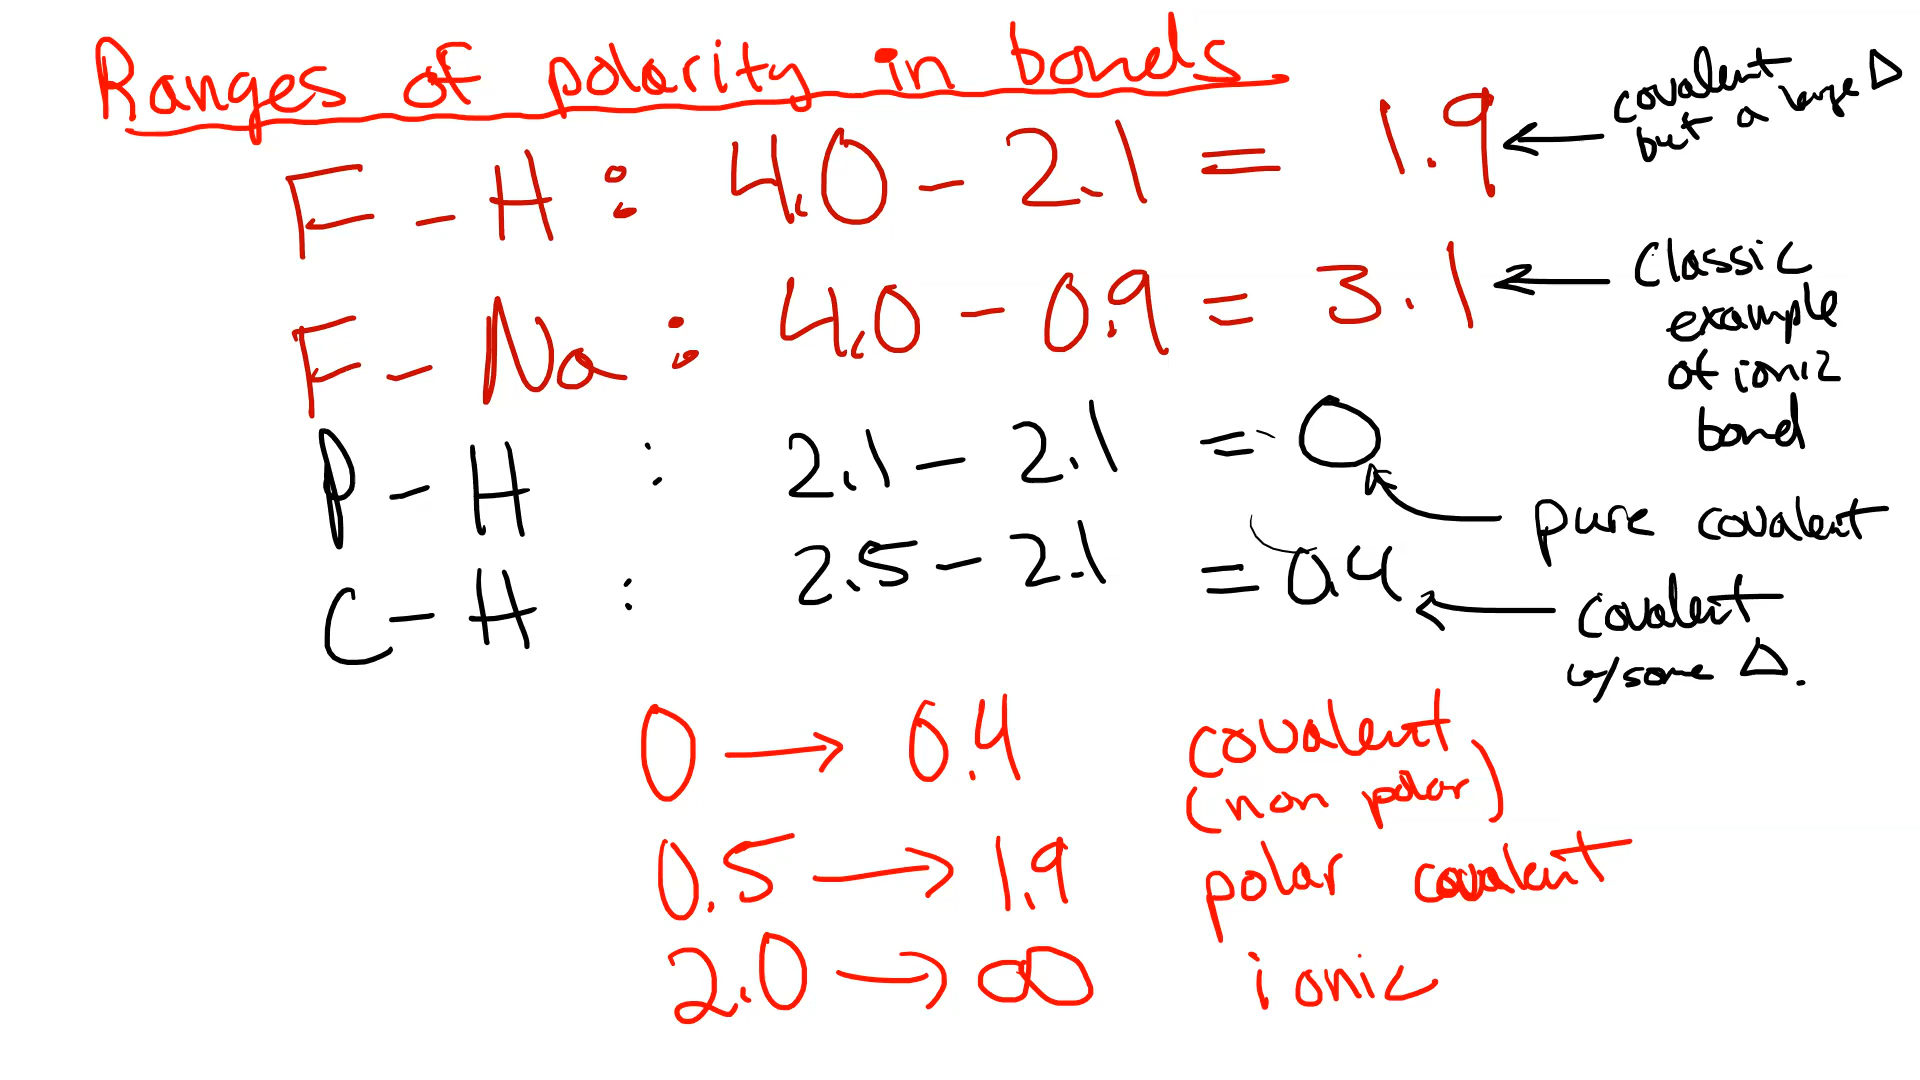 Ranges of polarity in bonds
F - H : 4.0 - 2.1 = 1.9 ← covalent but a large Δ
F - Na : 4.0 - 0.9 = 3.1 ← Classic example of ionic bond
P - H : 2.1 - 2.1 = 0 ← pure covalent
C - H : 2.5 - 2.1 = 0.4 ← covalent w/some Δ.
0 → 0.4 covalent (non polar)
0.5 → 1.9 polar covalent
2.0 → ∞ ionic